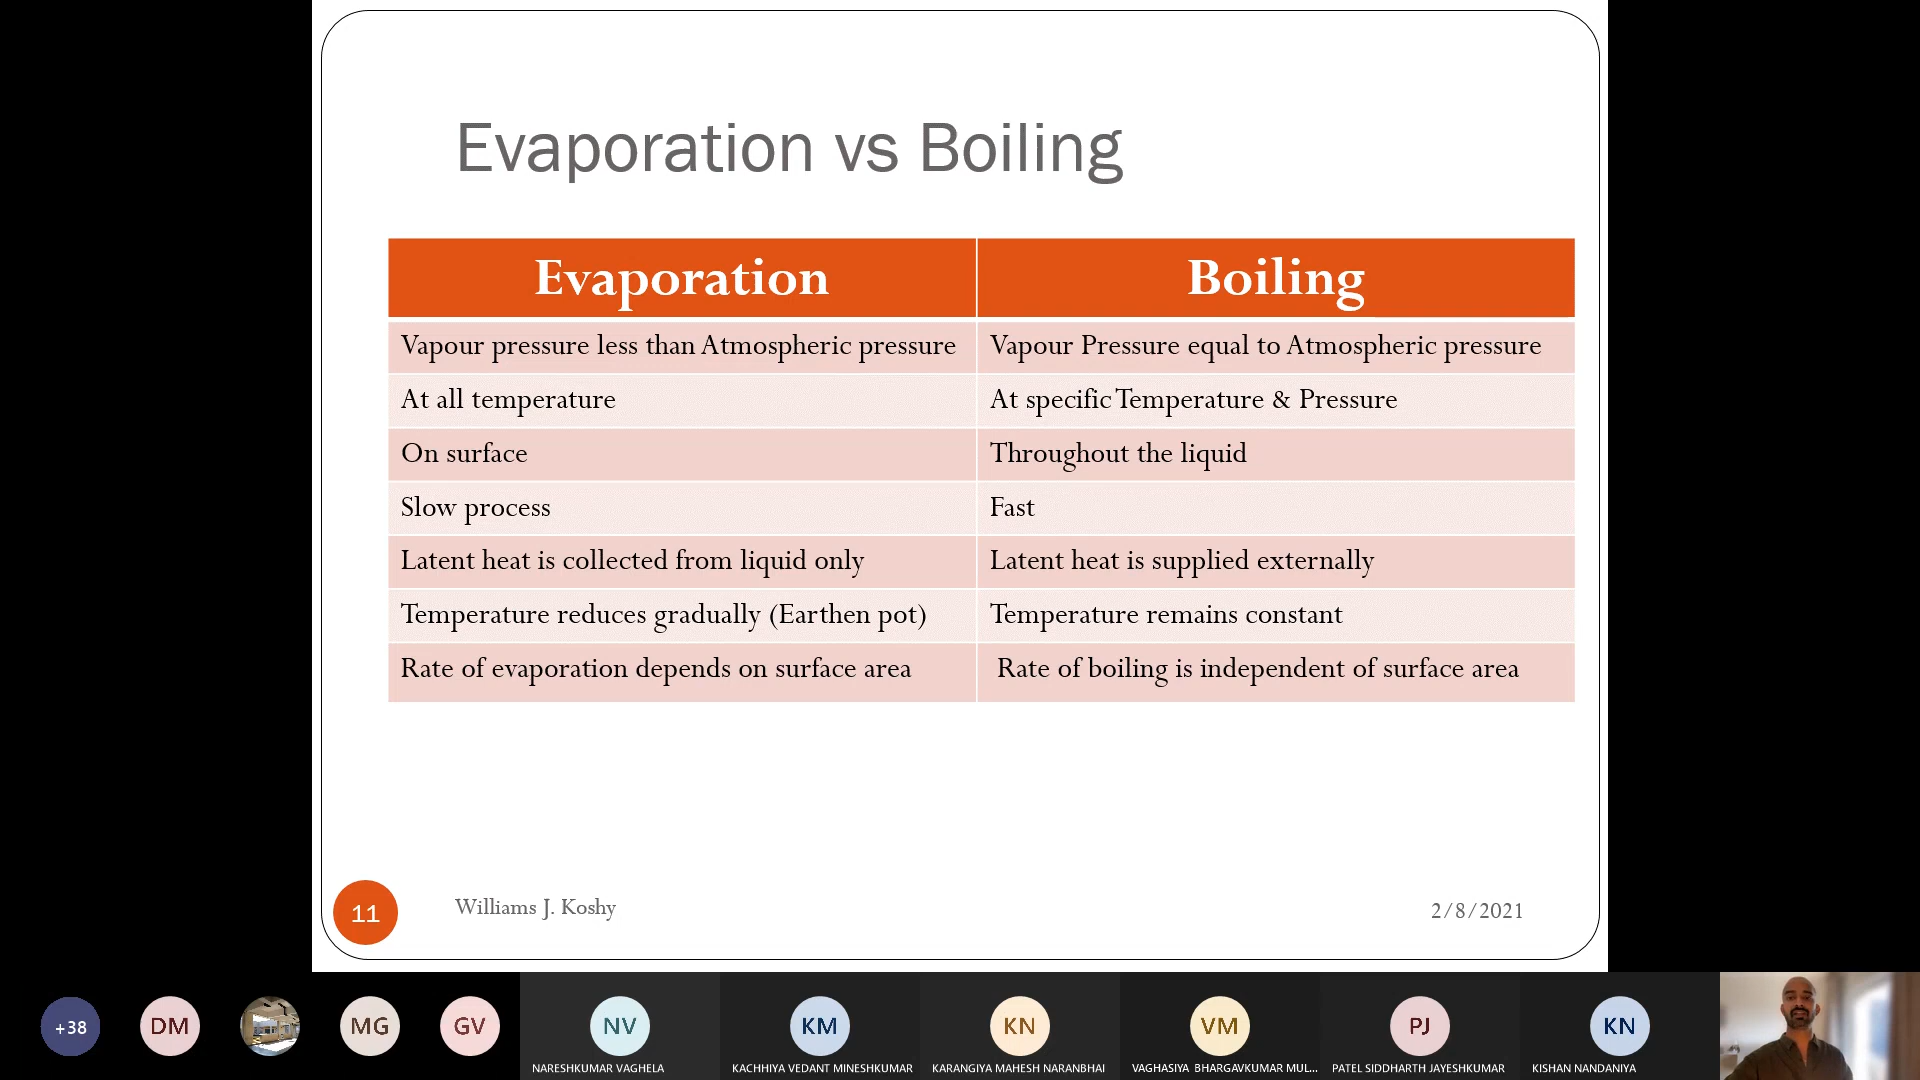 Evaporation vs Boiling
Evaporation
Boiling
Vapour pressure less than Atmospheric pressure
Vapour Pressure equal to Atmospheric pressure
At all temperature
At specific Temperature & Pressure
On surface
Throughout the liquid
Slow process
Fast
Latent heat is collected from liquid only
Latent heat is supplied externally
Temperature reduces gradually (Earthen pot)
Temperature remains constant
Rate of evaporation depends on surface area
Rate of boiling is independent of surface area
11
Williams J. Koshy
2/8/2021
+38
DM
MG
GV
NV
KM
KN
VM
PJ
KN
NARESHKUMAR VAGHELA
KACHHIYA VEDANT MINESHKUMAR
KARANGIYA MAHESH NARANBHAI
VAGHASIYA BHARGAVKUMAR MUL...
PATEL SIDDHARTH JAYESHKUMAR
KISHAN NANDANIYA